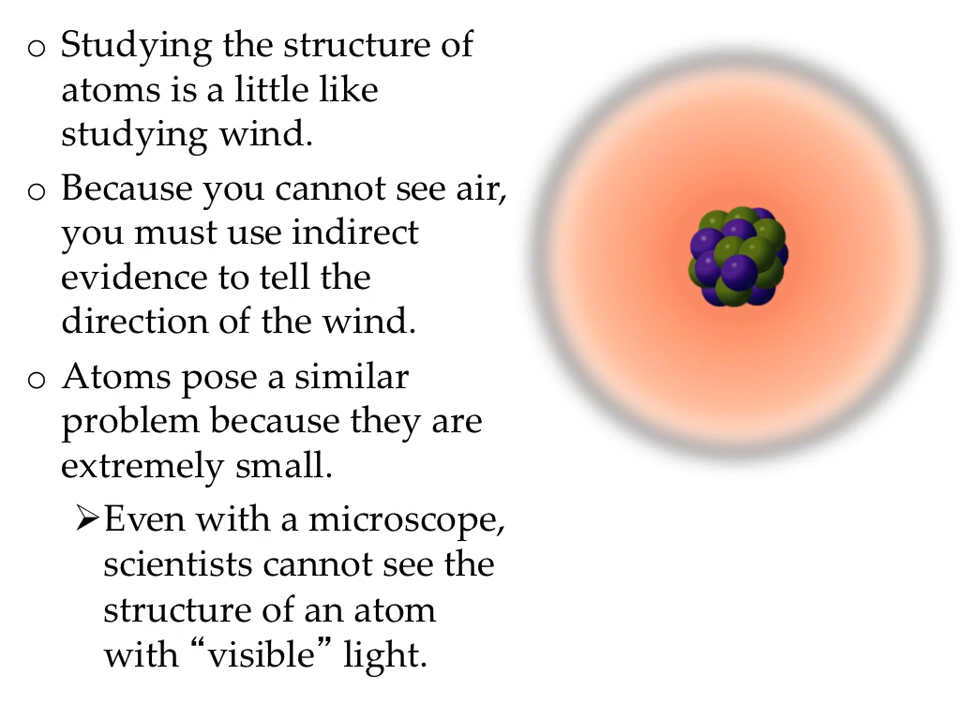 ○ Studying the structure of
atoms is a little like
studying wind.
○ Because you cannot see air,
you must use indirect
evidence to tell the
direction of the wind.
○ Atoms pose a similar
problem because they are
extremely small.
➢Even with a microscope,
scientists cannot see the
structure of an atom
with “visible” light.